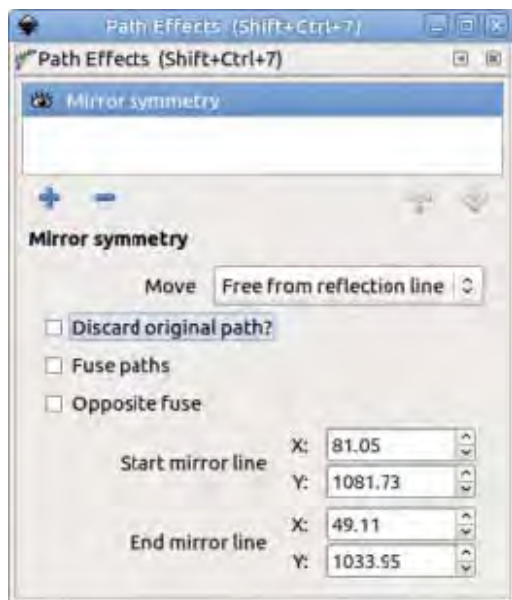 Path Effects (Shift+Ctrl+7)
Path Effects (Shift+Ctrl+7)
Mirror symmetry
Mirror symmetry
Move Free from reflection line
Discard original path?
Fuse paths
Opposite fuse
Start mirror line X: 81.05
Y: 1081.73
End mirror line X: 49.11
Y: 1033.95